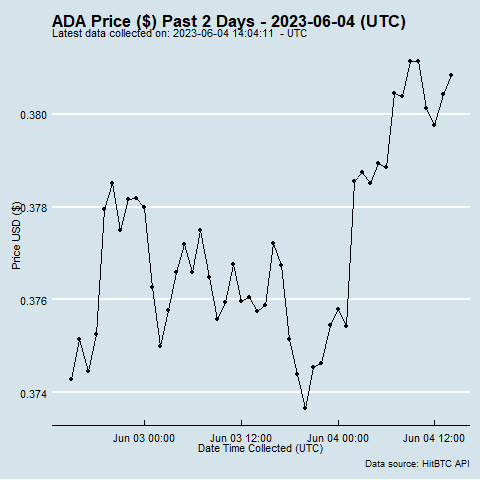 ADA Price ($) Past 2 Days - 2023-06-04 (UTC)
Latest data collected on: 2023-06-04 14:04:11 - UTC
0.380
0.378
0.376
0.374
Price USD ($)
Jun 03 00:00 Jun 03 12:00 Jun 04 00:00 Jun 04 12:00
Date Time Collected (UTC)
Data source: HitBTC API